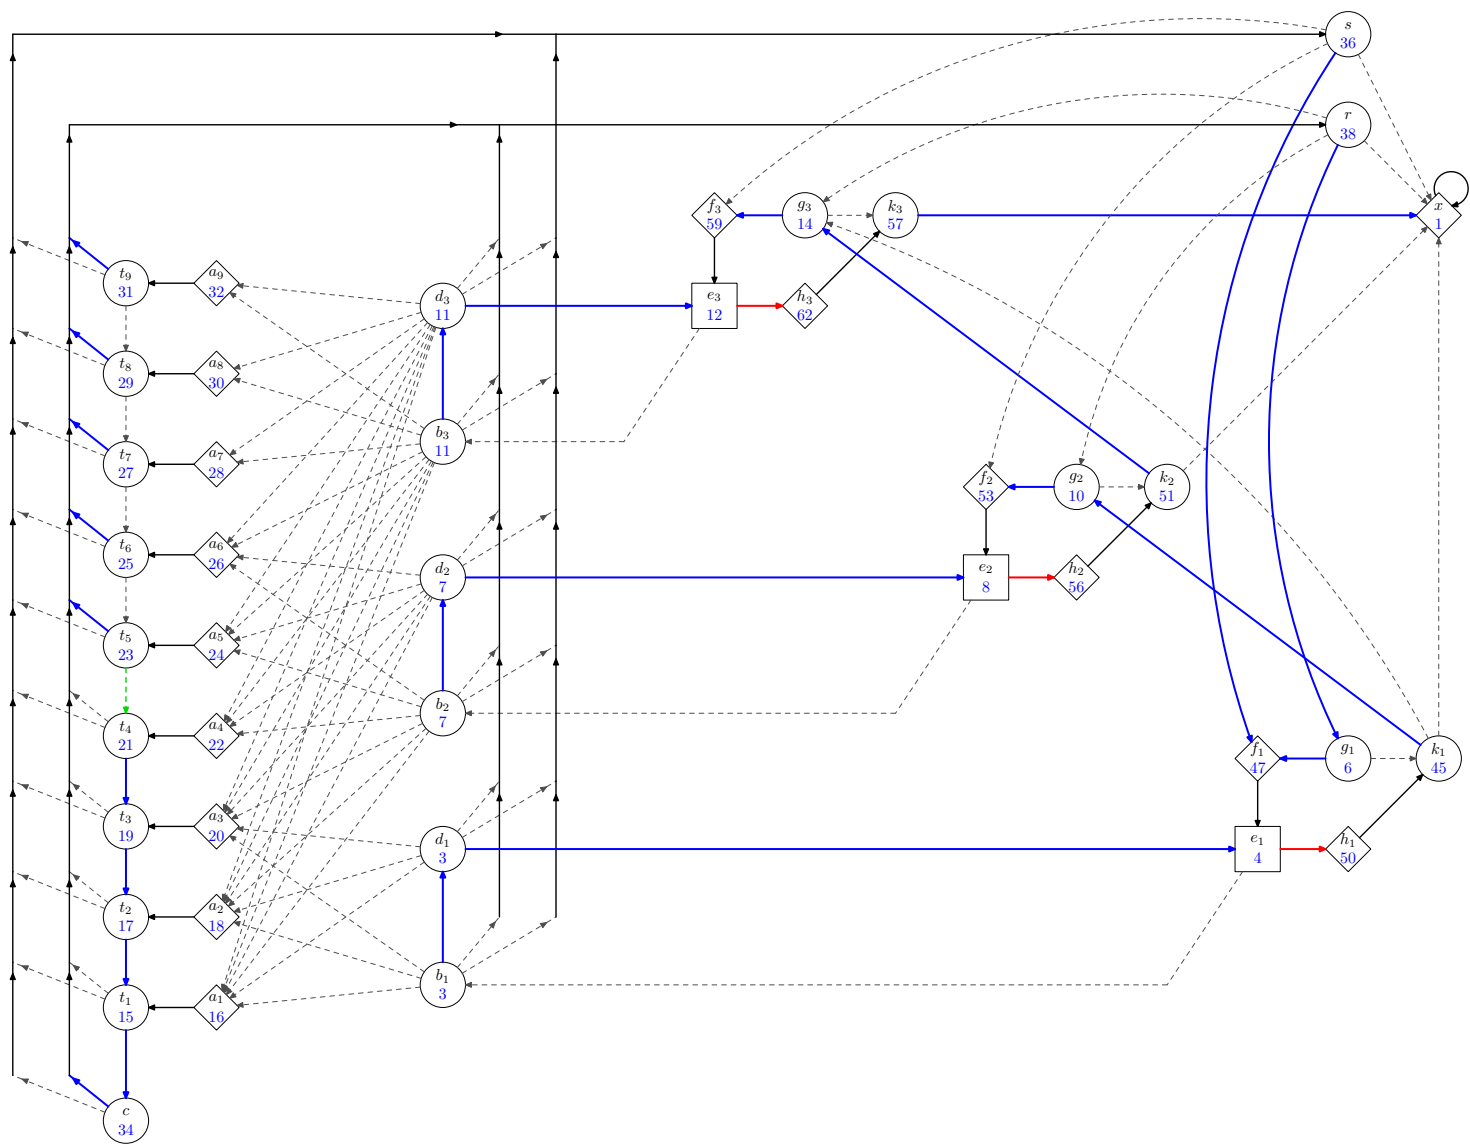 s
36
r
38
f₃
59
g₃
14
k₃
57
x
1
t₉
31
a₉
32
d₃
11
e₃
12
h₃
62
t₈
29
a₈
30
b₃
11
t₇
27
a₇
28
f₂
53
g₂
10
k₂
51
t₆
25
a₆
26
d₂
7
e₂
8
h₂
56
t₅
23
a₅
24
b₂
7
t₄
21
a₄
22
f₁
47
g₁
6
k₁
45
t₃
19
a₃
20
d₁
3
e₁
4
h₁
50
t₂
17
a₂
18
b₁
3
t₁
15
a₁
16
c
34